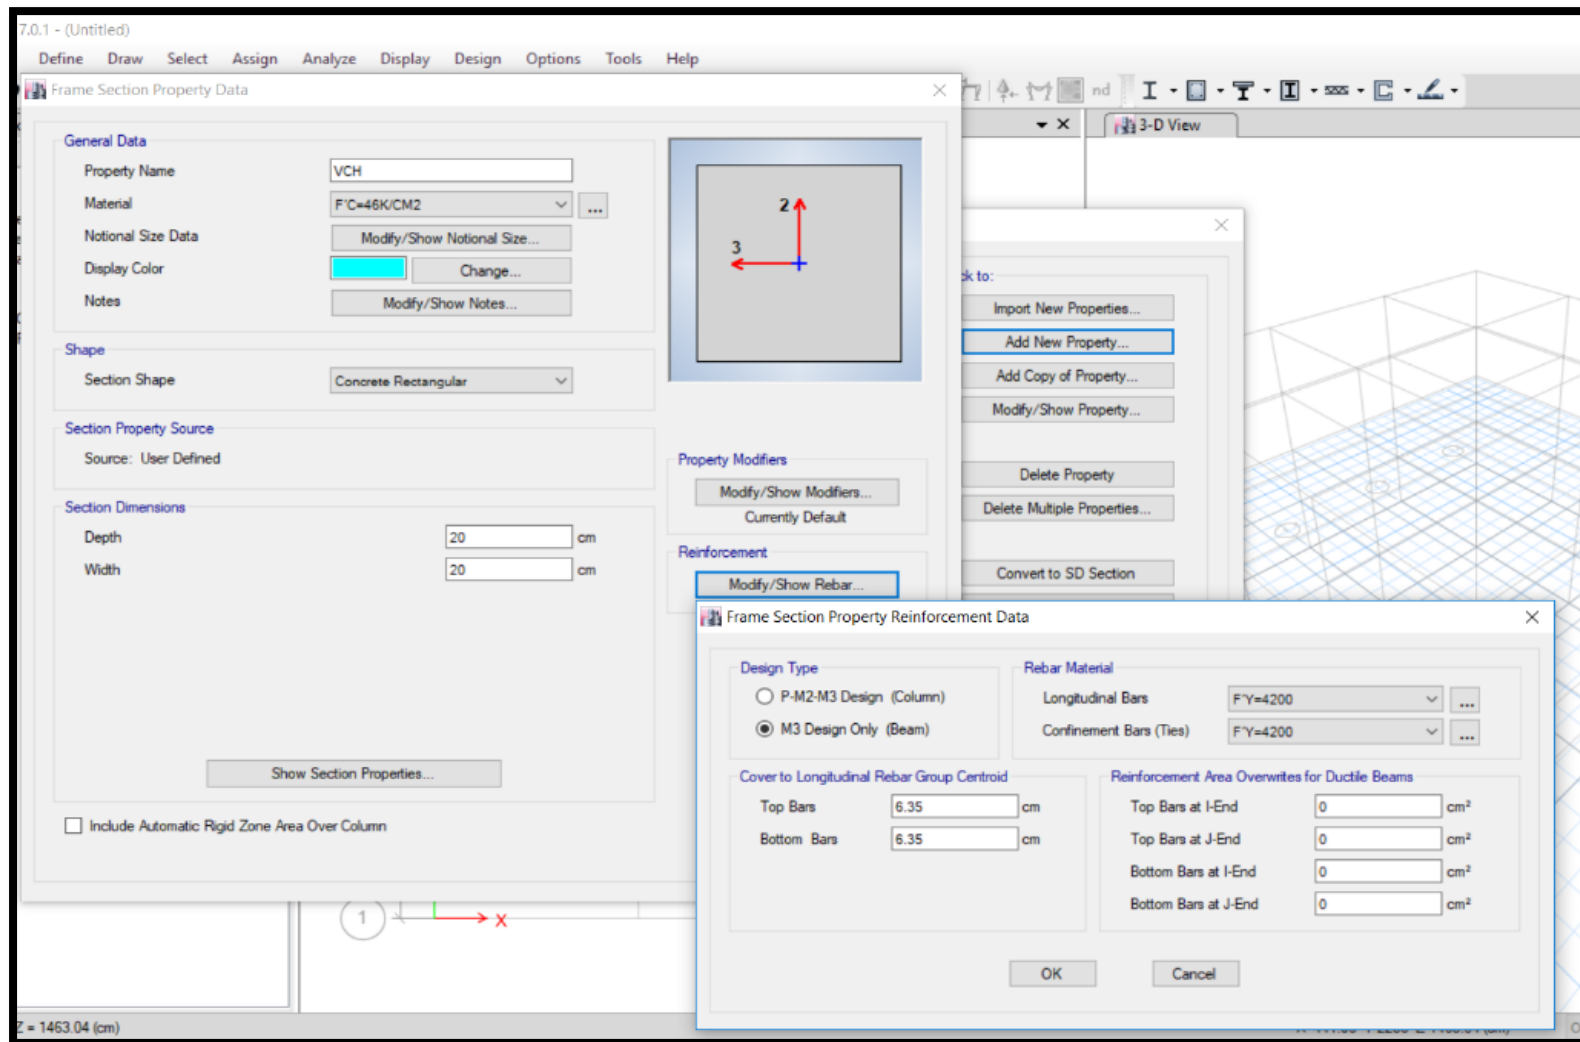 7.0.1 - (Untitled)
Define Draw Select Assign Analyze Display Design Options Tools Help
Frame Section Property Data
nd
3-D View
General Data
Property Name VCH
Material F'C=46K/CM2 ...
Notional Size Data Modify/Show Notional Size...
Display Color Change...
Notes Modify/Show Notes...
2
3
Shape
Section Shape Concrete Rectangular
Section Property Source
Source: User Defined
Section Dimensions
Depth 20 cm
Width 20 cm
Show Section Properties...
Include Automatic Rigid Zone Area Over Column
Property Modifiers
Modify/Show Modifiers...
Currently Default
Reinforcement
Modify/Show Rebar...
k to:
Import New Properties...
Add New Property...
Add Copy of Property...
Modify/Show Property...
Delete Property
Delete Multiple Properties...
Convert to SD Section
Frame Section Property Reinforcement Data
Design Type
P-M2-M3 Design (Column)
M3 Design Only (Beam)
Rebar Material
Longitudinal Bars F'Y=4200 ...
Confinement Bars (Ties) F'Y=4200 ...
Cover to Longitudinal Rebar Group Centroid
Top Bars 6.35 cm
Bottom Bars 6.35 cm
Reinforcement Area Overwrites for Ductile Beams
Top Bars at I-End 0 cm²
Top Bars at J-End 0 cm²
Bottom Bars at I-End 0 cm²
Bottom Bars at J-End 0 cm²
OK Cancel
1
X
Z = 1463.04 (cm)